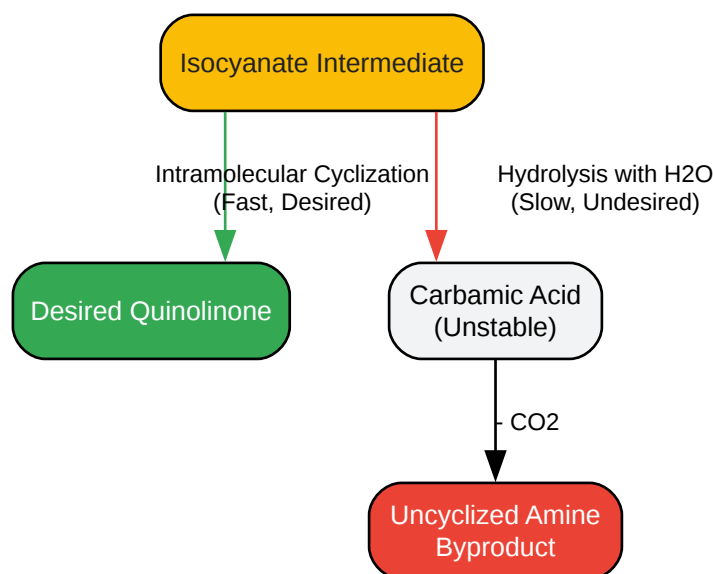 Isocyanate Intermediate
Intramolecular Cyclization
(Fast, Desired)
Hydrolysis with H2O
(Slow, Undesired)
Desired Quinolinone
Carbamic Acid
(Unstable)
- CO2
Uncyclized Amine
Byproduct